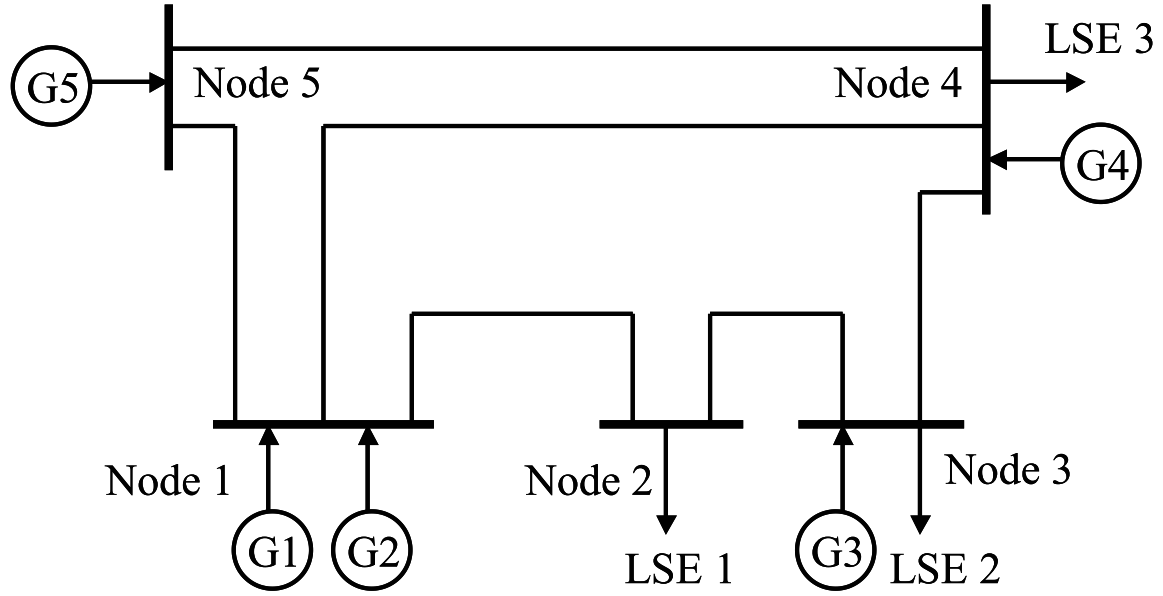 LSE 3
G5
Node 5
Node 4
G4
Node 1
Node 2
Node 3
G1
G2
LSE 1
G3
LSE 2